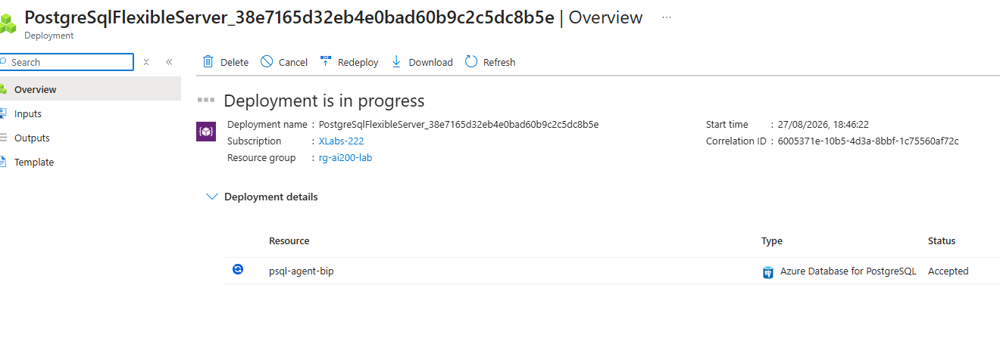 PostgreSqlFlexibleServer_38e7165d32eb4e0bad60b9c2c5dc8b5e | Overview ...
Deployment
Search
Delete Cancel Redeploy Download Refresh
Overview
Inputs
Outputs
Template
Deployment is in progress
Deployment name : PostgreSqlFlexibleServer_38e7165d32eb4e0bad60b9c2c5dc8b5e
Subscription : XLabs-222
Resource group : rg-ai200-lab
Start time : 27/08/2026, 18:46:22
Correlation ID : 6005371e-10b5-4d3a-8bbf-1c75560af72c
Deployment details
Resource Type Status
psql-agent-bip Azure Database for PostgreSQL Accepted